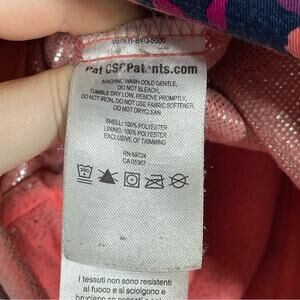 Pat CSCPatents.com
MACHINE WASH COLD GENTLE,
DO NOT BLEACH,
TUMBLE DRY LOW, REMOVE PROMPTLY,
DO NOT IRON, DO NOT USE FABRIC SOFTENER,
DO NOT DRYCLEAN
SHELL: 100% POLYESTER
LINING: 100% POLYESTER
EXCLUSIVE OF TRIMMING
RN 59724
CA 05367
I tessuti non sono resistenti
al fuoco e si sciolgono e